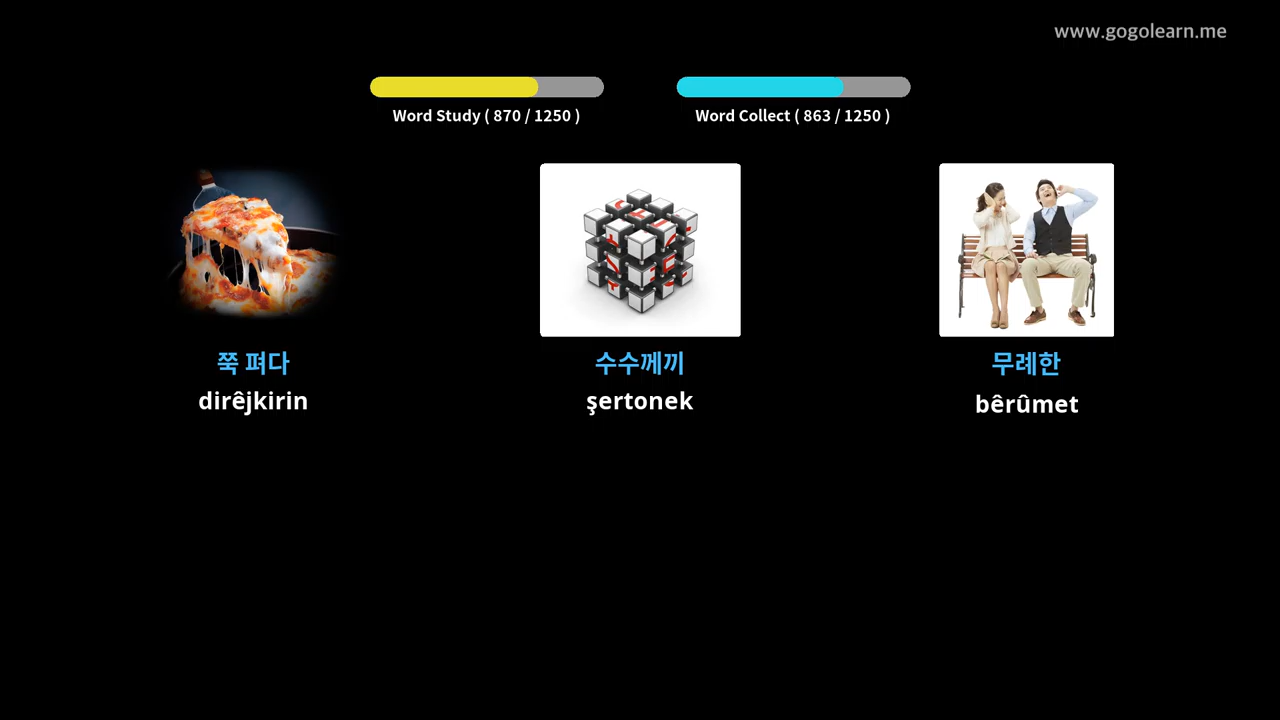 www.gogolearn.me
Word Study ( 870 / 1250 )
Word Collect ( 863 / 1250 )
쭉 펴다
수수께끼
무례한
dirêjkirin
şertonek
bêrûmet